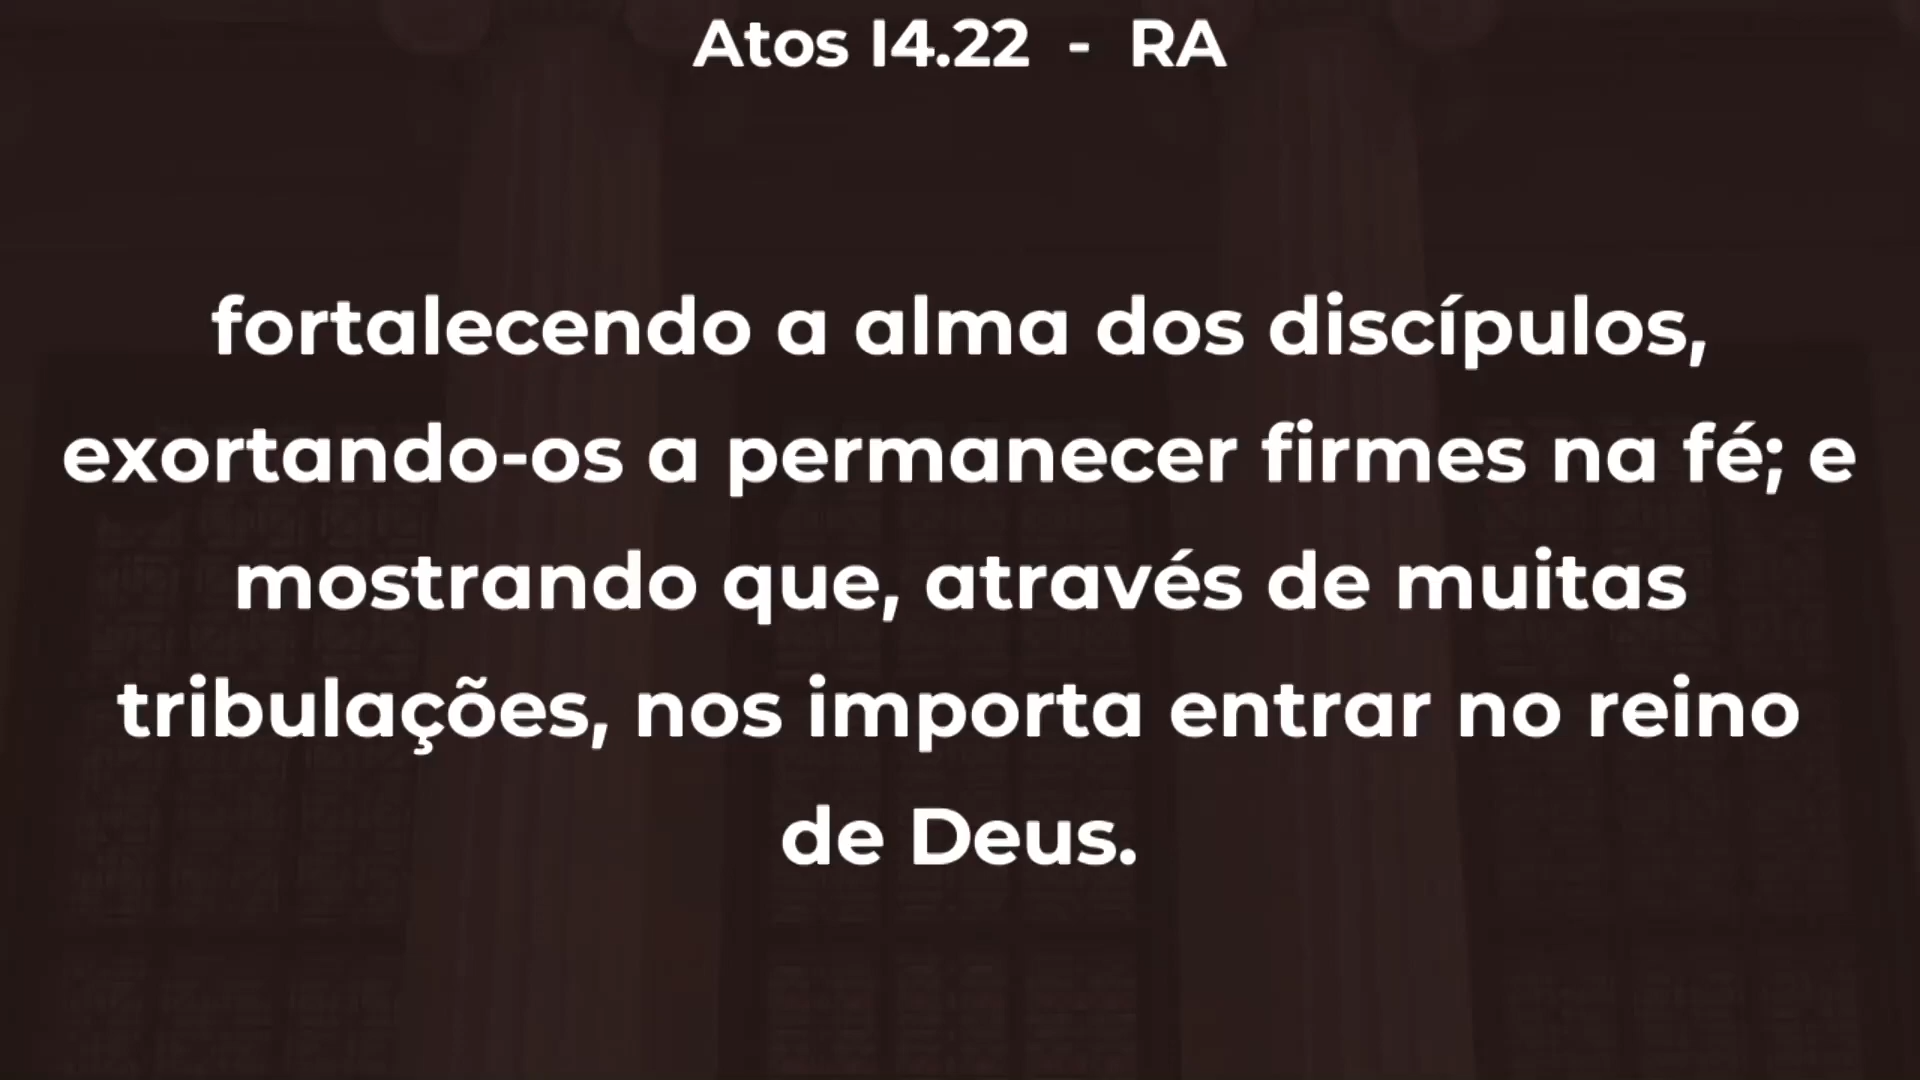 Atos 14.22 - RA
fortalecendo a alma dos discípulos,
exortando-os a permanecer firmes na fé; e
mostrando que, através de muitas
tribulações, nos importa entrar no reino
de Deus.